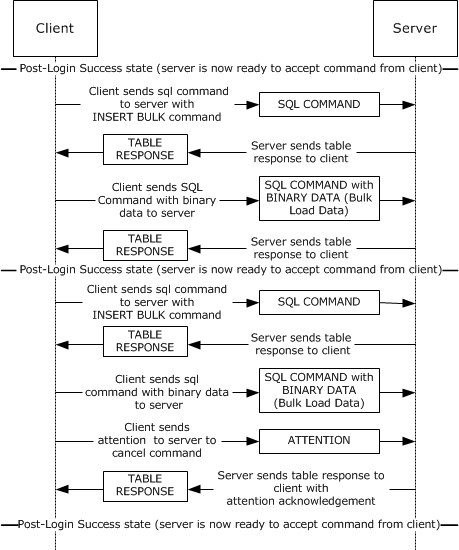 Client
Server
Post-Login Success state (server is now ready to accept command from client)
Client sends sql command
to server with
INSERT BULK command
SQL COMMAND
TABLE
RESPONSE
Server sends table
response to client
Client sends SQL
Command with binary
data to server
SQL COMMAND with
BINARY DATA (Bulk
Load Data)
TABLE
RESPONSE
Server sends table
response to client
Post-Login Success state (server is now ready to accept command from client)
Client sends sql command
to server with
INSERT BULK command
SQL COMMAND
TABLE
RESPONSE
Server sends table
response to client
Client sends sql
command with binary data
to server
SQL COMMAND with
BINARY DATA
(Bulk Load Data)
Client sends
attention to server to
cancel command
ATTENTION
TABLE
RESPONSE
Server sends table response to
client with
attention acknowledgement
Post-Login Success state (server is now ready to accept command from client)